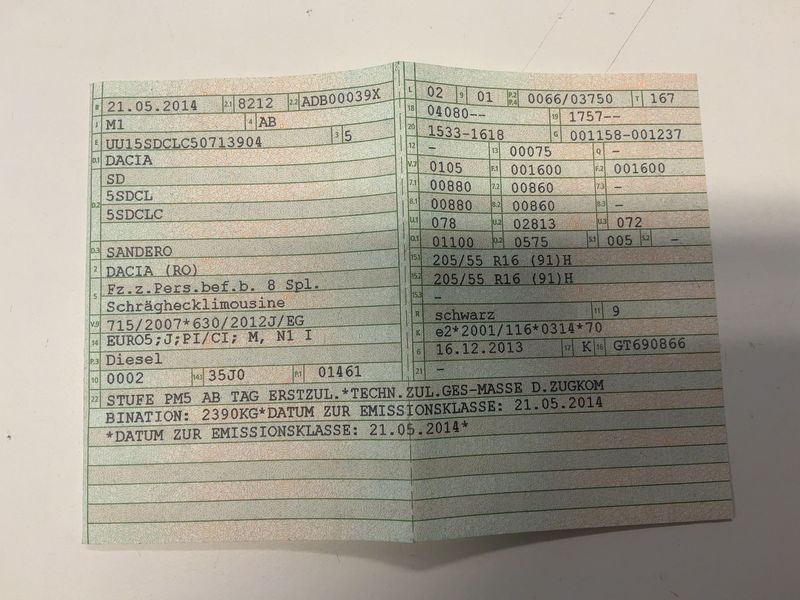 B 21.05.2014 2.1 8212 2.2 ADB00039X
J M1 4 AB
E UU15SDCLC50713904 3 5
D.1 DACIA
SD
D.2 5SDCL
5SDCLC
D.3 SANDERO
2 DACIA (RO)
5 Fz.z.Pers.bef.b. 8 Spl.
Schräghecklimousine
V.9 715/2007*630/2012J/EG
14 EURO5;J;PI/CI; M, N1 I
P.3 Diesel
10 0002 14.1 35J0 P.1 01461
L 02 9 01 P.2 P.4 0066/03750 T 167
18 04080-- 19 1757--
20 1533-1618 G 001158-001237
12 - 13 00075 Q -
V.7 0105 F.1 001600 F.2 001600
7.1 00880 7.2 00860 7.3 -
8.1 00880 8.2 00860 8.3 -
U.1 078 U.2 02813 U.3 072
O.1 01100 O.2 0575 S.1 005 S.2 -
15.1 205/55 R16 (91)H
15.2 205/55 R16 (91)H
15.3 -
R schwarz 11 9
K e2*2001/116*0314*70
6 16.12.2013 17 K 16 GT690866
21 -
22 STUFE PM5 AB TAG ERSTZUL.*TECHN.ZUL.GES-MASSE D.ZUGKOM
BINATION: 2390KG*DATUM ZUR EMISSIONSKLASSE: 21.05.2014
*DATUM ZUR EMISSIONSKLASSE: 21.05.2014*